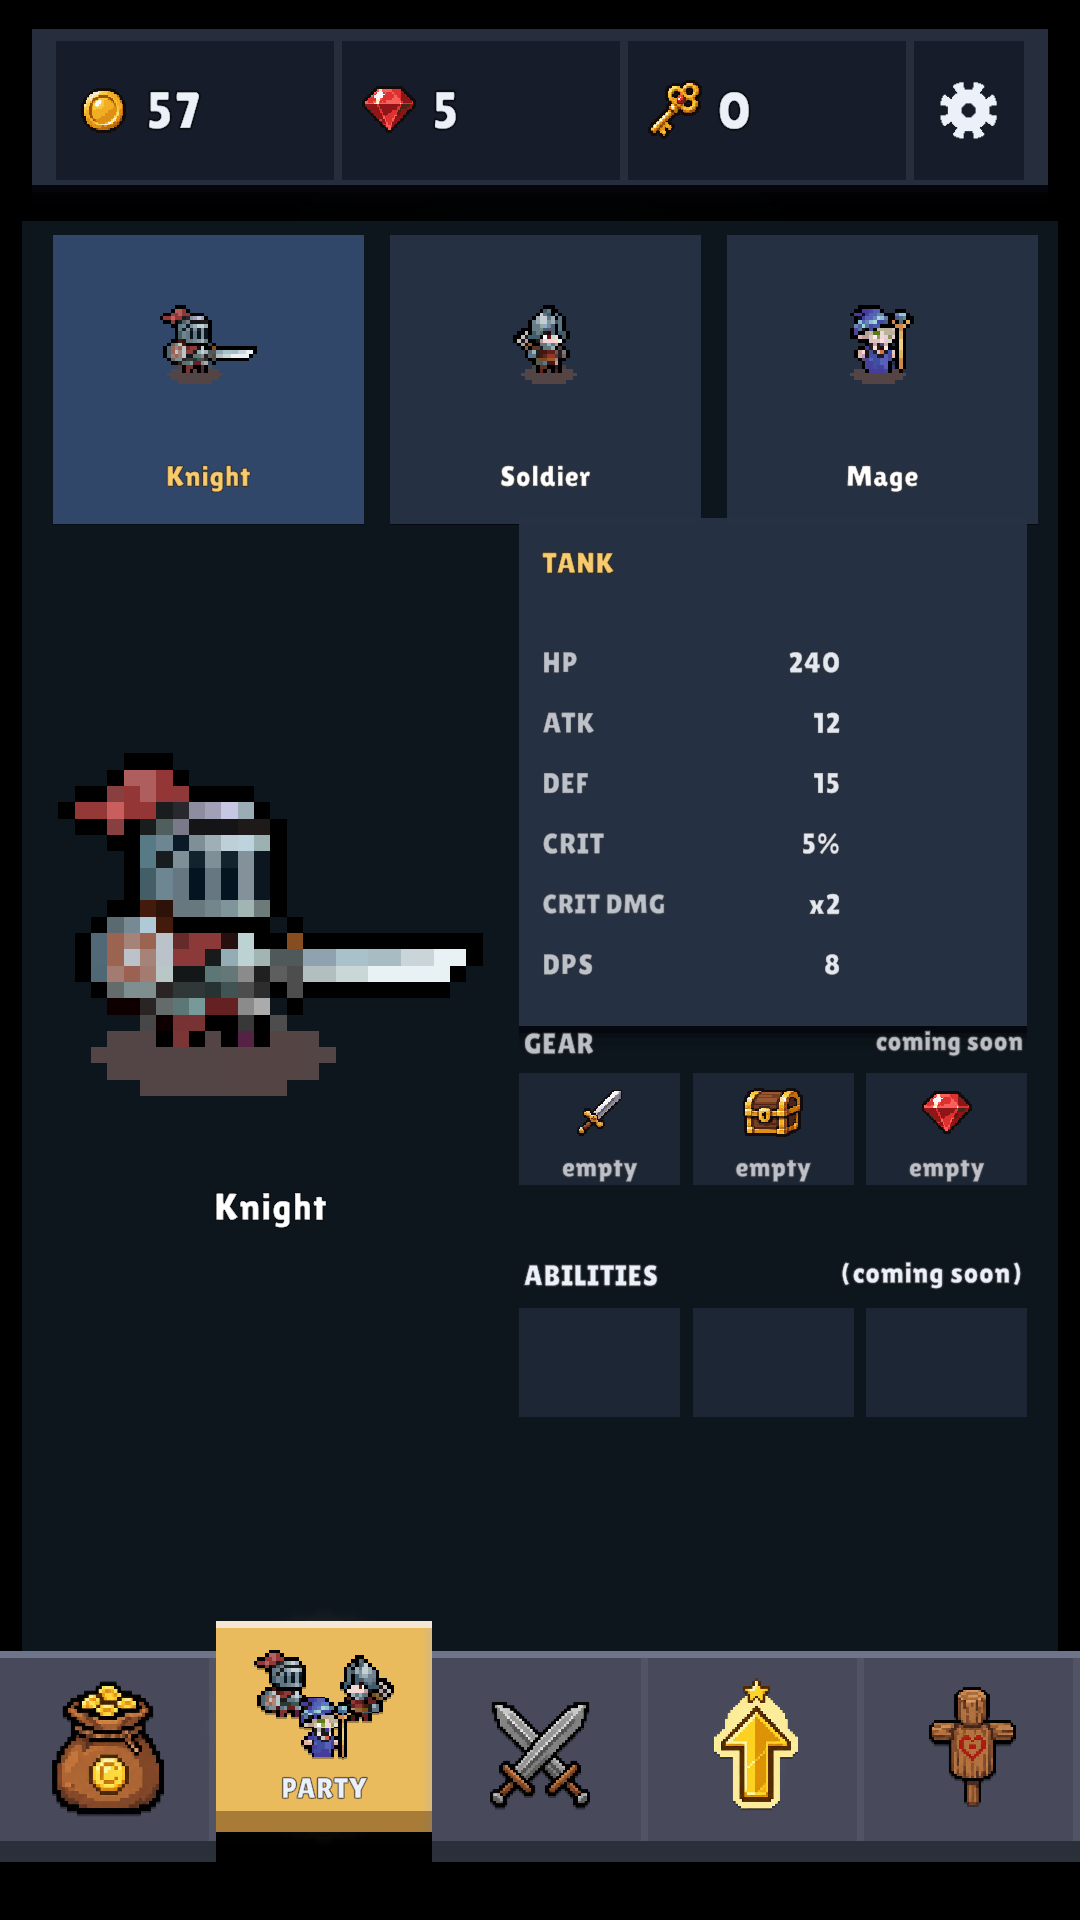 57 5 0
Knight Soldier Mage
TANK
HP 240
ATK 12
DEF 15
CRIT 5%
CRIT DMG x2
DPS 8
GEAR coming soon
empty empty empty
Knight
ABILITIES (coming soon)
PARTY